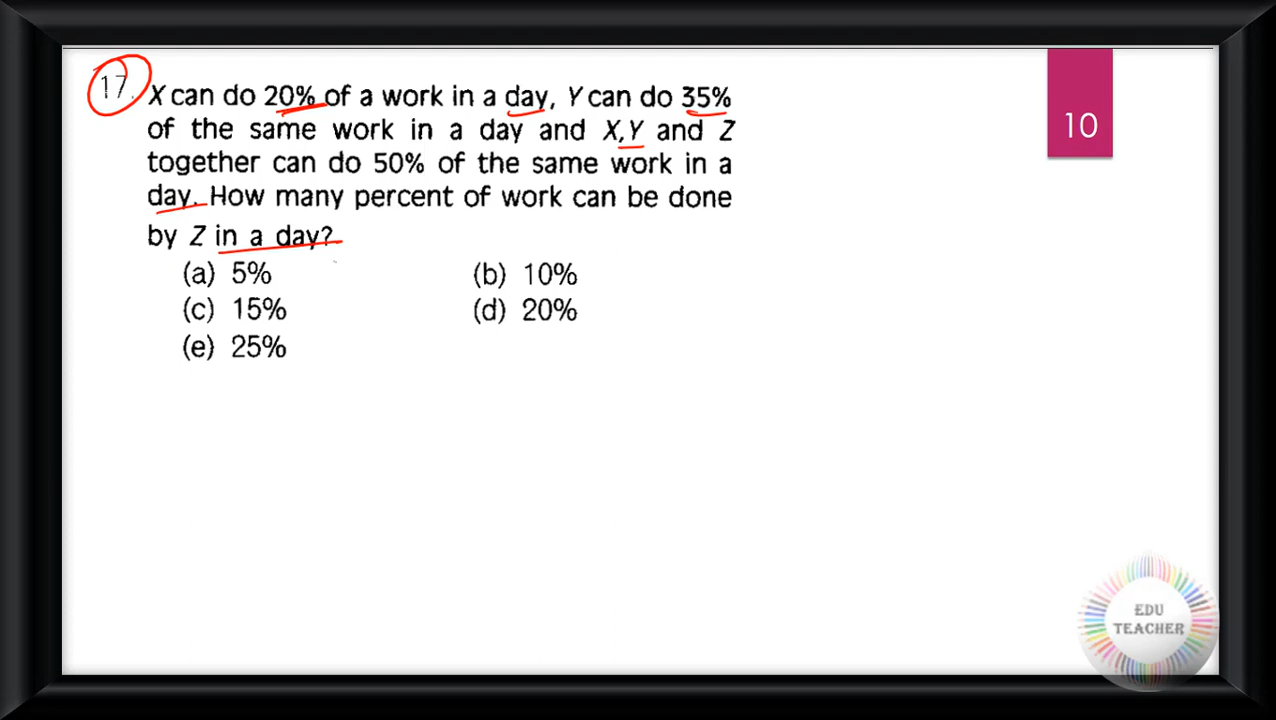 17.
10
X can do 20% of a work in a day, Y can do 35%
of the same work in a day and X,Y and Z
together can do 50% of the same work in a
day. How many percent of work can be done
by Z in a day?
(a) 5% (b) 10%
(c) 15% (d) 20%
(e) 25%
EDU
TEACHER